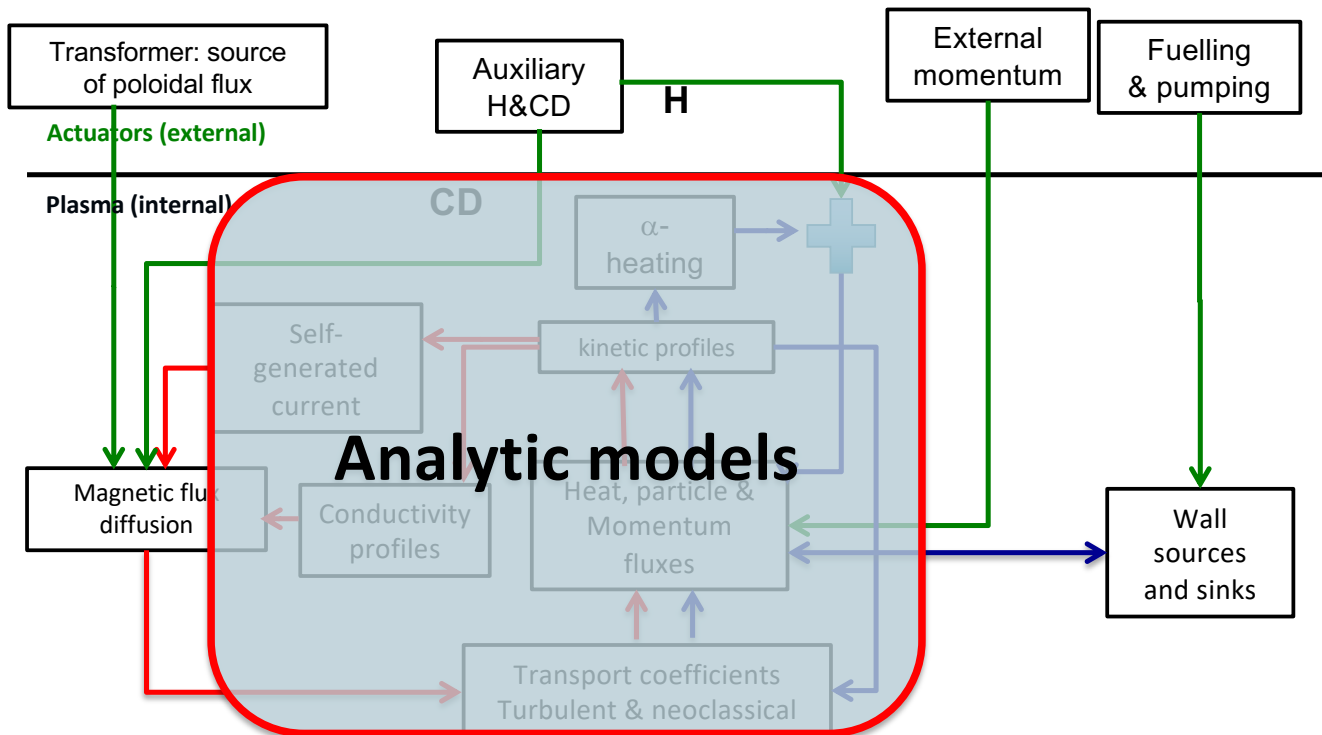 Transformer: source
of poloidal flux
Auxiliary
H&CD
H
External
momentum
Fuelling
& pumping
Actuators (external)
Plasma (internal)
CD
α-
heating
Self-
generated
current
kinetic profiles
Analytic models
Magnetic flux
diffusion
Conductivity
profiles
Heat, particle &
Momentum
fluxes
Wall
sources
and sinks
Transport coefficients
Turbulent & neoclassical